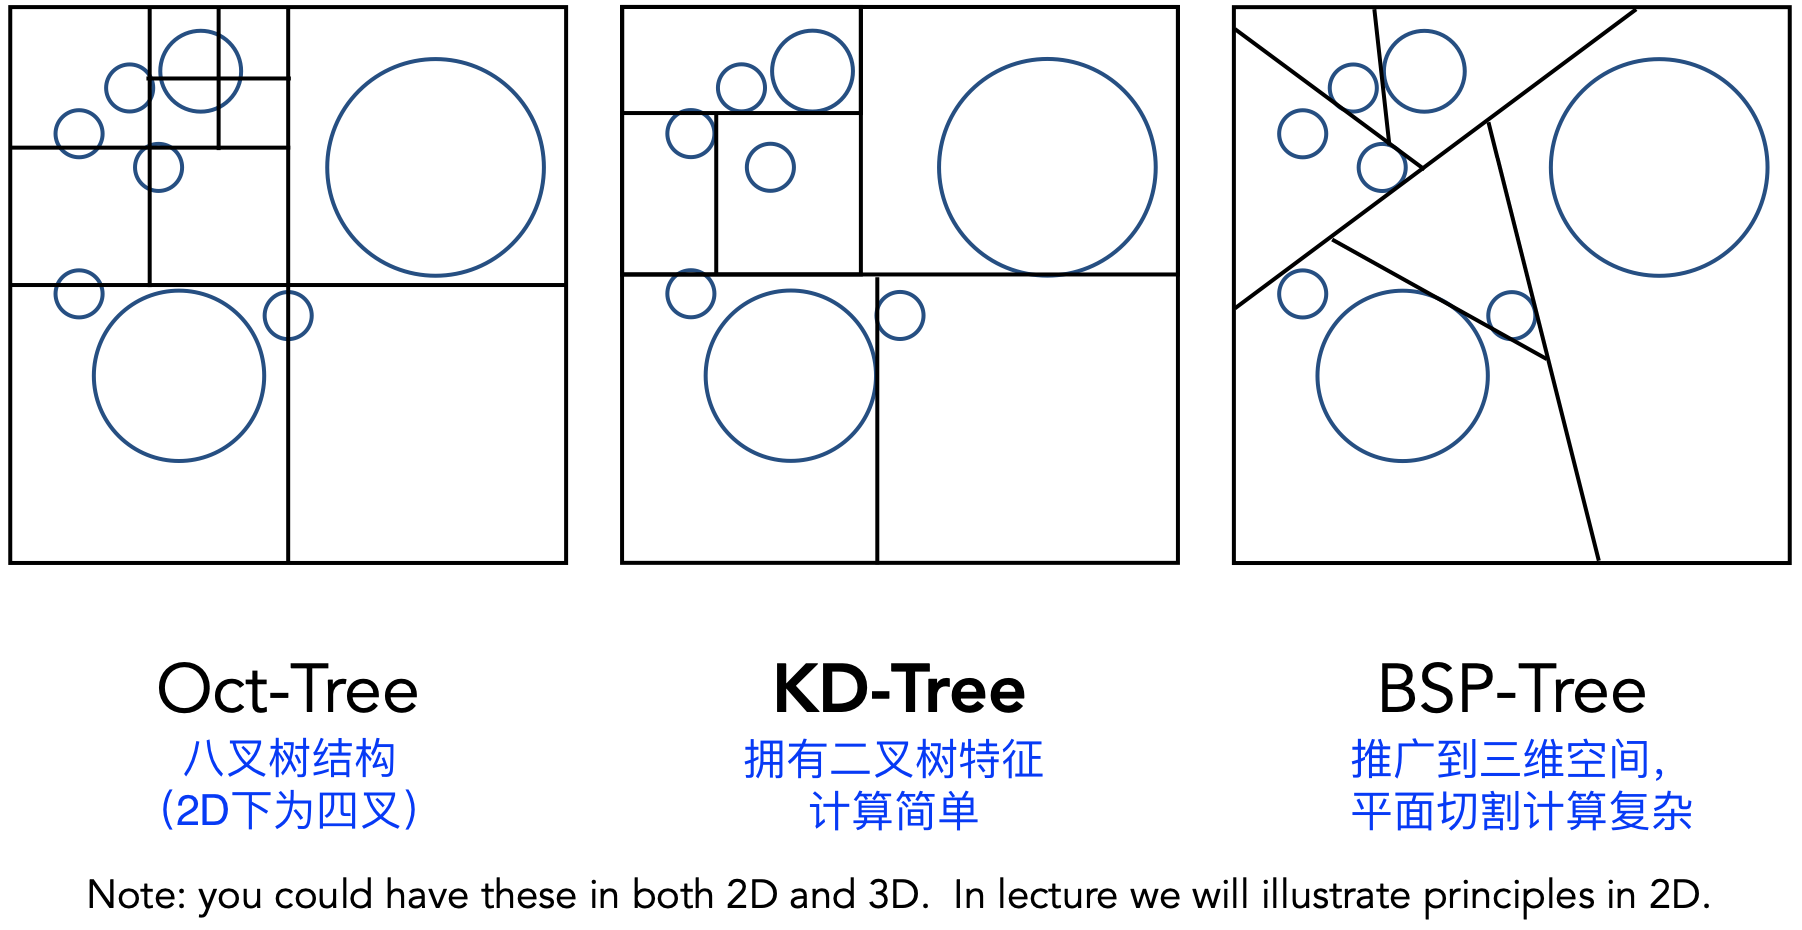 Oct-Tree
八叉树结构
（2D下为四叉）
KD-Tree
拥有二叉树特征
计算简单
BSP-Tree
推广到三维空间，
平面切割计算复杂
Note: you could have these in both 2D and 3D.  In lecture we will illustrate principles in 2D.